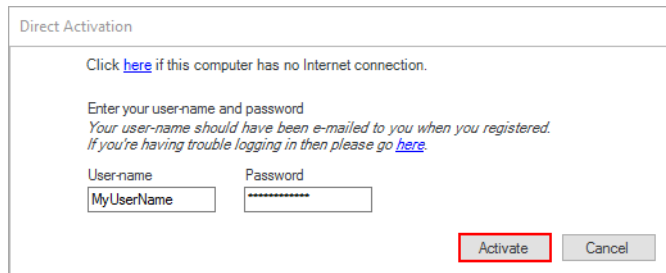 Direct Activation
Click here if this computer has no Internet connection.
Enter your user-name and password
Your user-name should have been e-mailed to you when you registered.
If you're having trouble logging in then please go here.
User-name Password
MyUserName ************
Activate Cancel